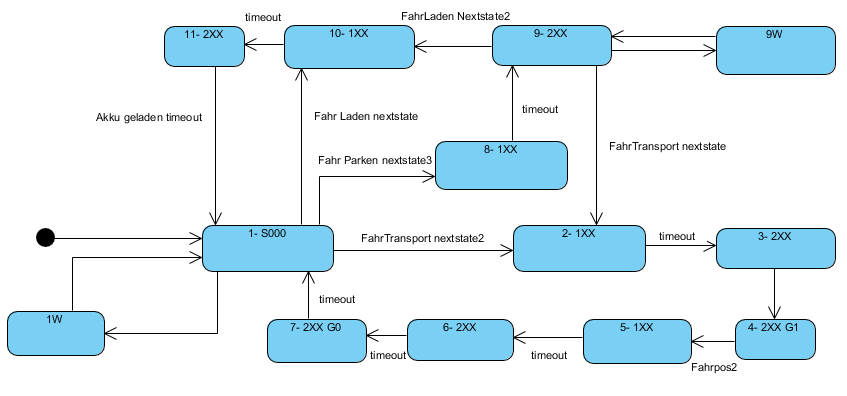 timeout
FahrLaden Nextstate2
11- 2XX
10- 1XX
9- 2XX
9W
Akku geladen timeout
Fahr Laden nextstate
timeout
FahrTransport nextstate
8- 1XX
Fahr Parken nextstate3
1- S000
FahrTransport nextstate2
2- 1XX
timeout
3- 2XX
timeout
1W
7- 2XX G0
6- 2XX
5- 1XX
4- 2XX G1
timeout
timeout
Fahrpos2